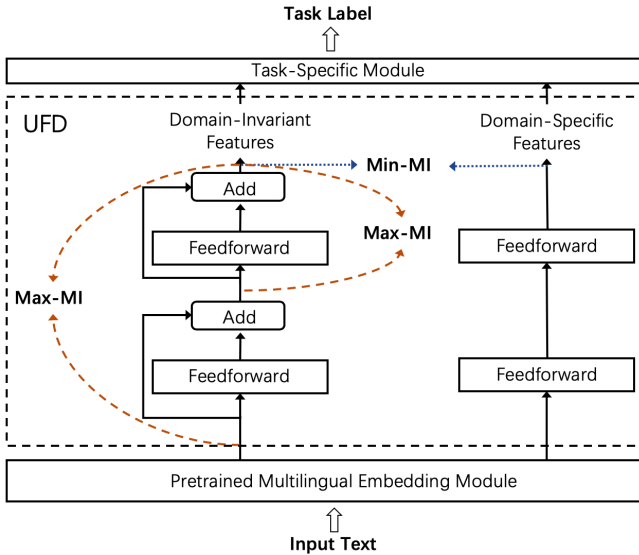 Task Label
Task-Specific Module
UFD
Domain-Invariant
Features
Domain-Specific
Features
Min-MI
Add
Max-MI
Feedforward
Feedforward
Max-MI
Add
Feedforward
Feedforward
Pretrained Multilingual Embedding Module
Input Text